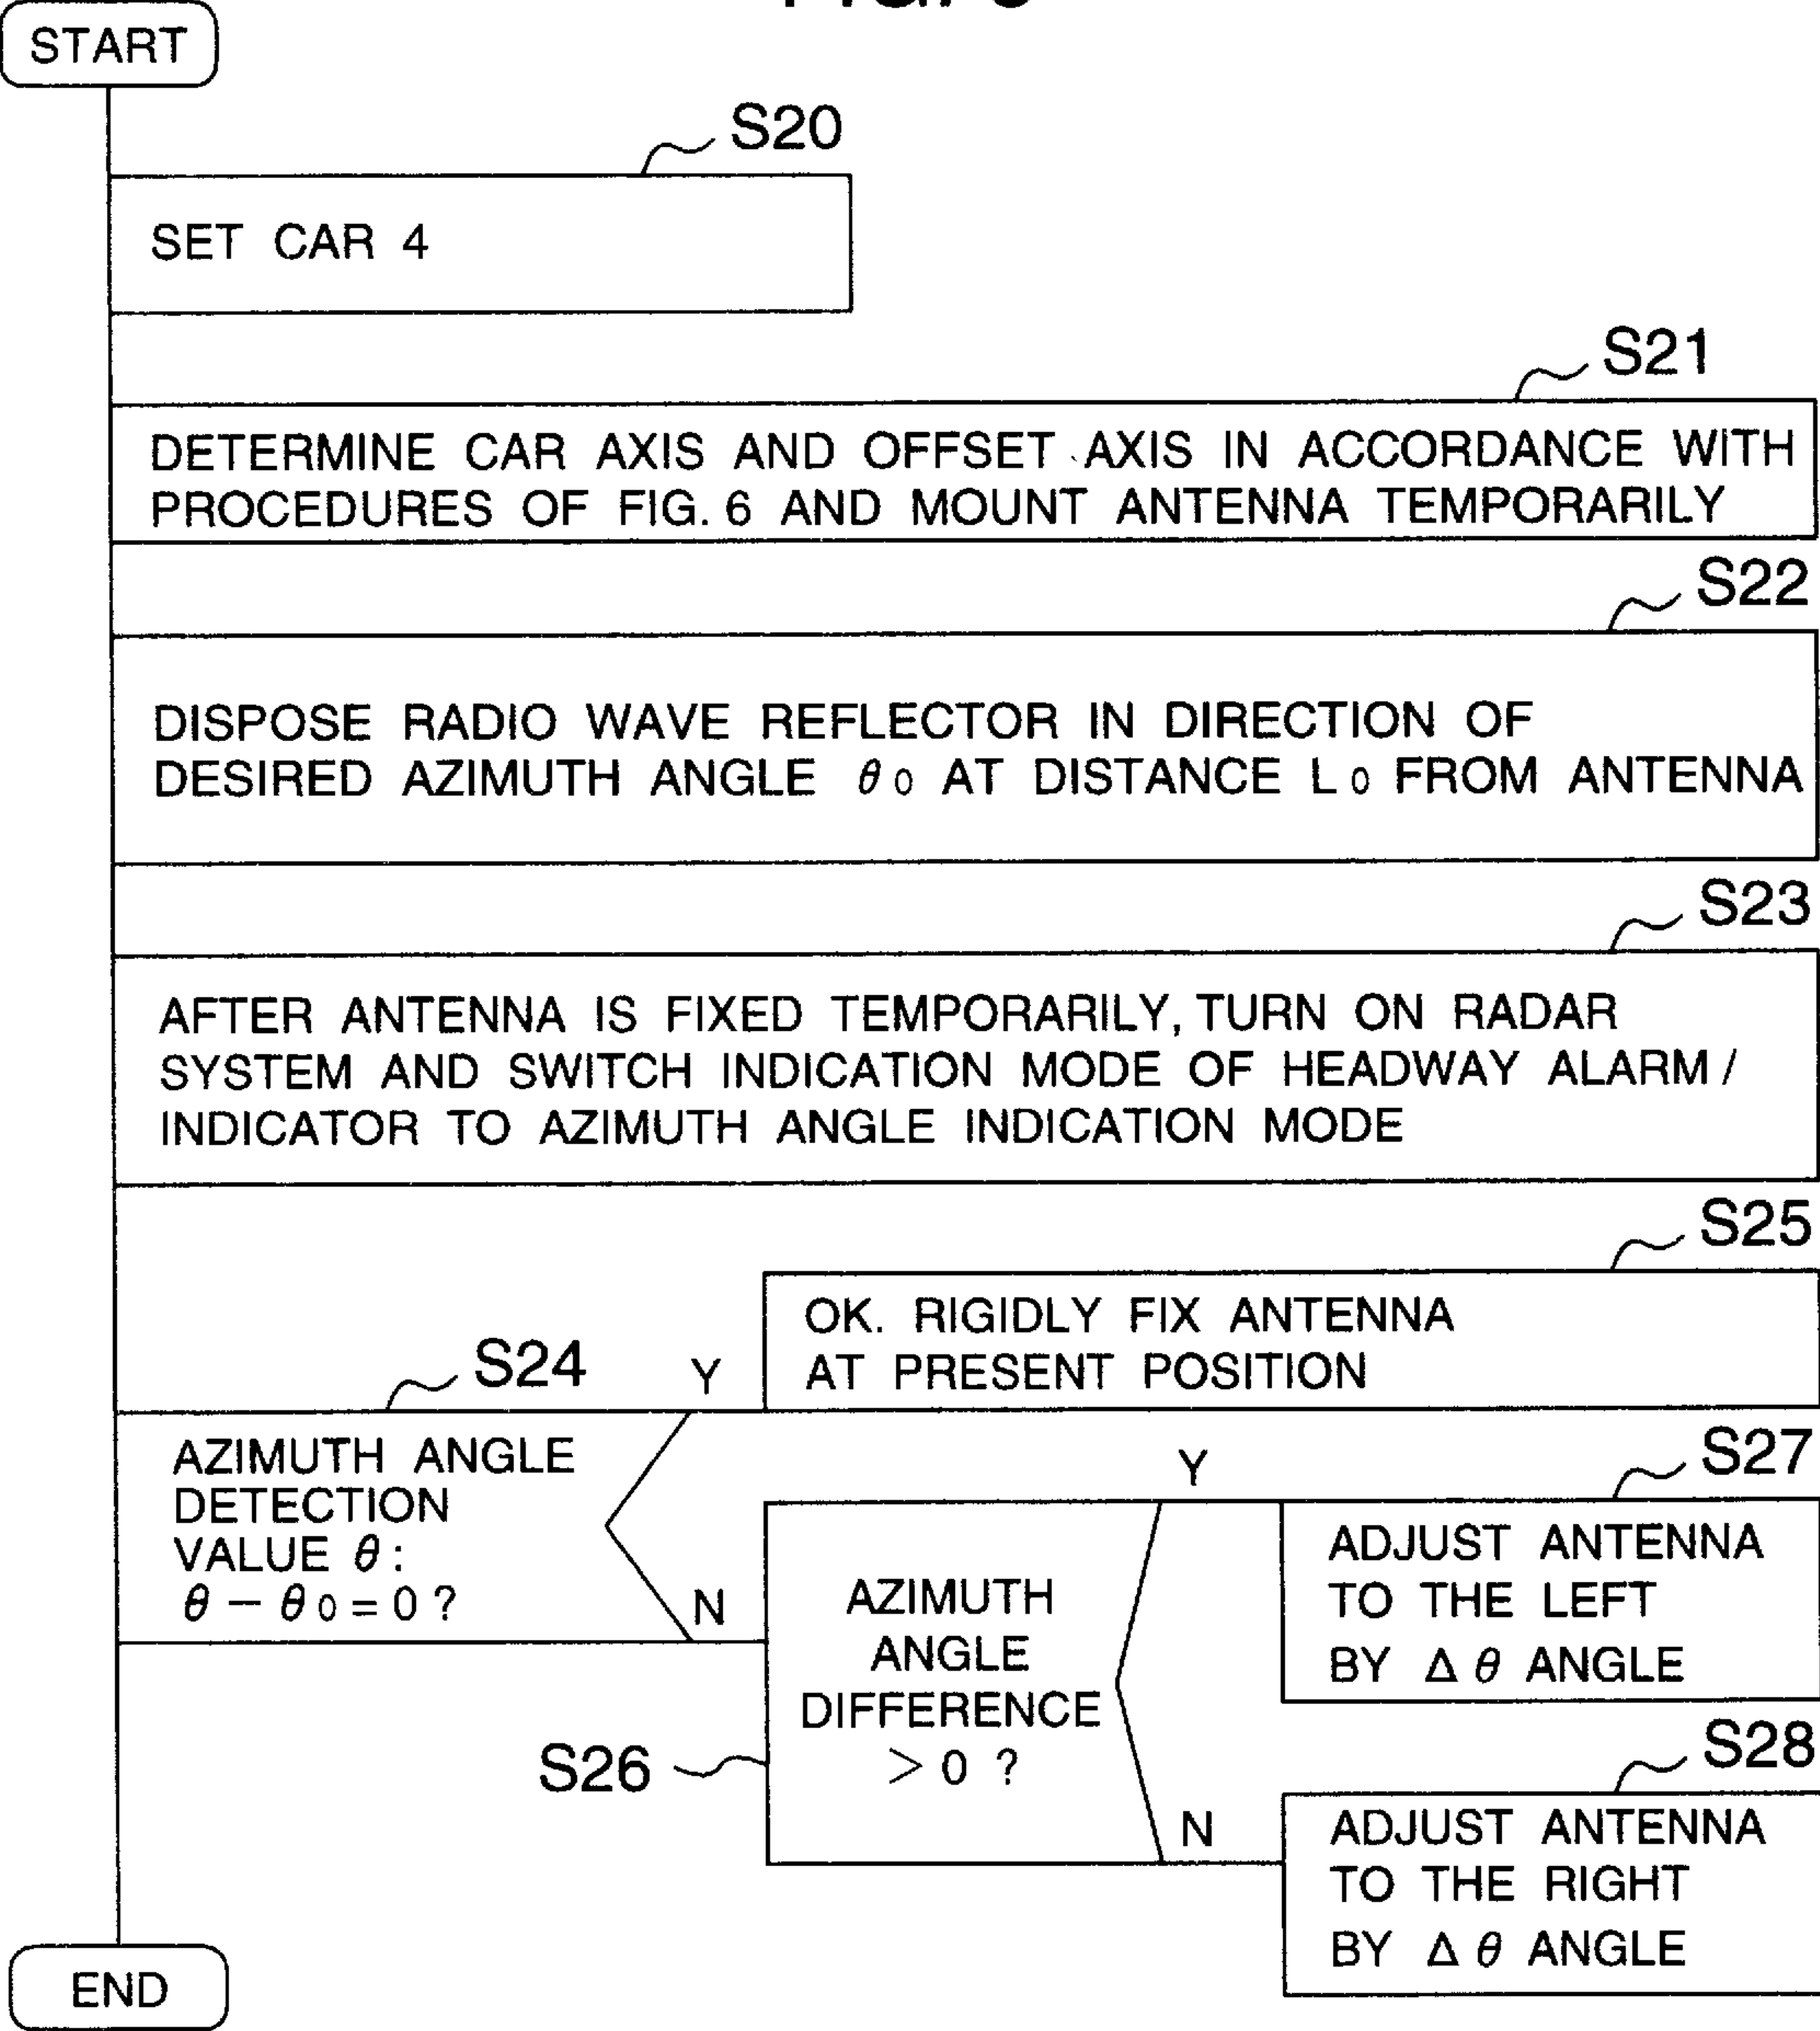 START
S20
SET CAR 4
S21
DETERMINE CAR AXIS AND OFFSET AXIS IN ACCORDANCE WITH
PROCEDURES OF FIG. 6 AND MOUNT ANTENNA TEMPORARILY
S22
DISPOSE RADIO WAVE REFLECTOR IN DIRECTION OF
DESIRED AZIMUTH ANGLE θ0 AT DISTANCE L0 FROM ANTENNA
S23
AFTER ANTENNA IS FIXED TEMPORARILY, TURN ON RADAR
SYSTEM AND SWITCH INDICATION MODE OF HEADWAY ALARM /
INDICATOR TO AZIMUTH ANGLE INDICATION MODE
S25
OK. RIGIDLY FIX ANTENNA
AT PRESENT POSITION
S24
Y
AZIMUTH ANGLE
DETECTION
VALUE θ:
θ − θ0 = 0 ?
N
S26
AZIMUTH
ANGLE
DIFFERENCE
> 0 ?
Y
S27
ADJUST ANTENNA
TO THE LEFT
BY Δθ ANGLE
N
S28
ADJUST ANTENNA
TO THE RIGHT
BY Δθ ANGLE
END